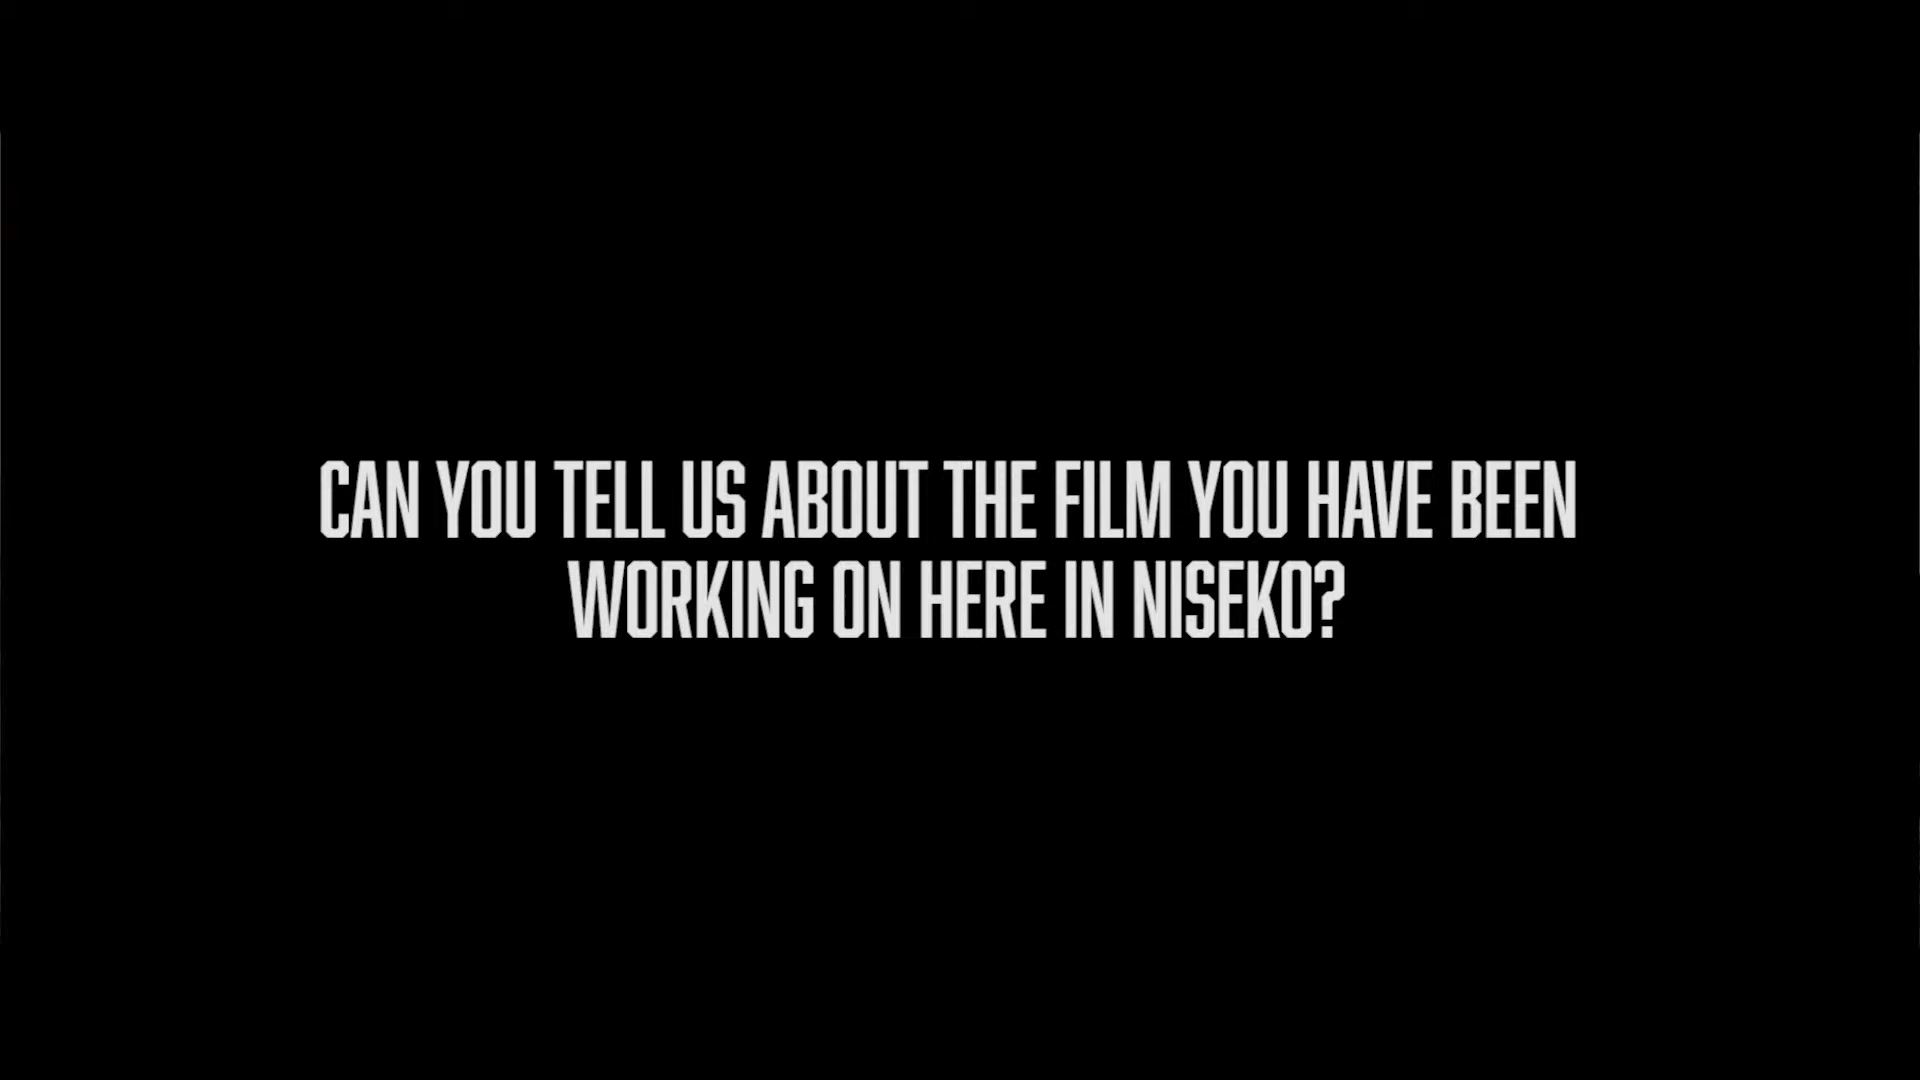 CAN YOU TELL US ABOUT THE FILM YOU HAVE BEEN
WORKING ON HERE IN NISEKO?